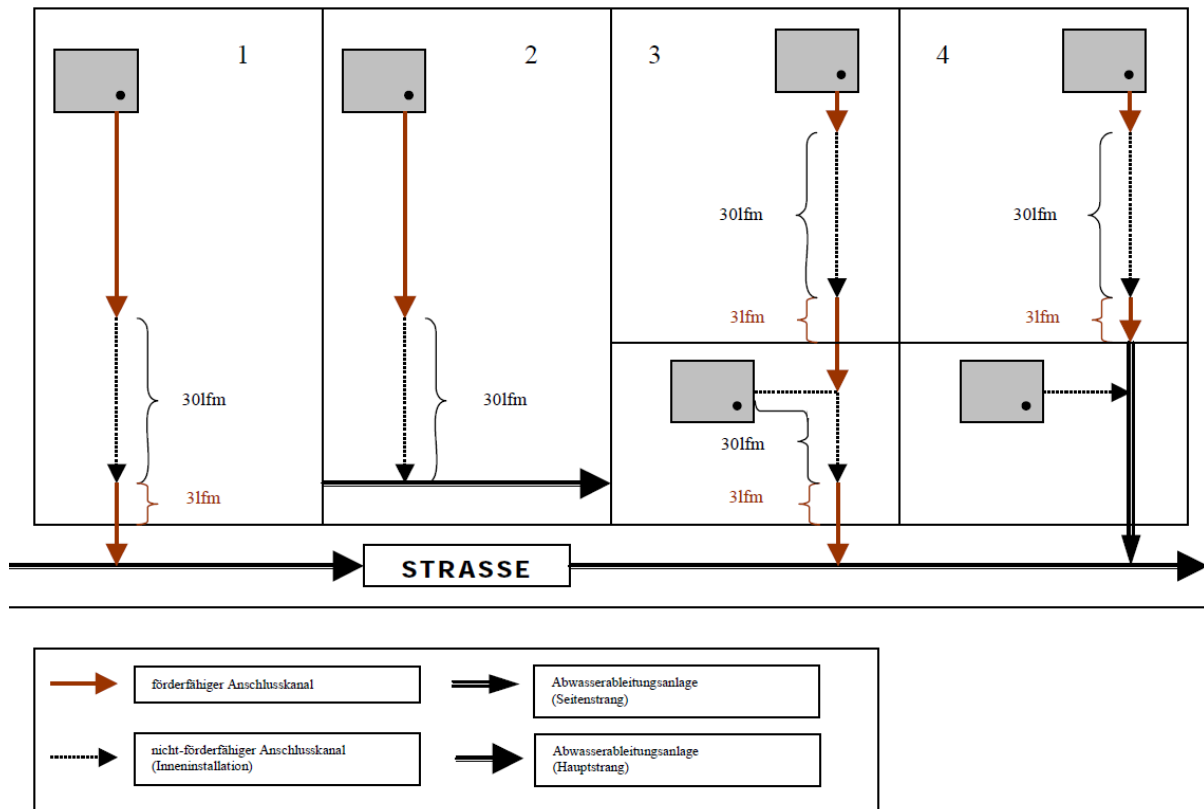 1
2
3
4
30lfm
30lfm
3lfm
3lfm
30lfm
30lfm
30lfm
3lfm
3lfm
STRASSE
förderfähiger Anschlusskanal
Abwasserableitungsanlage
(Seitenstrang)
nicht-förderfähiger Anschlusskanal
(Inneninstallation)
Abwasserableitungsanlage
(Hauptstrang)